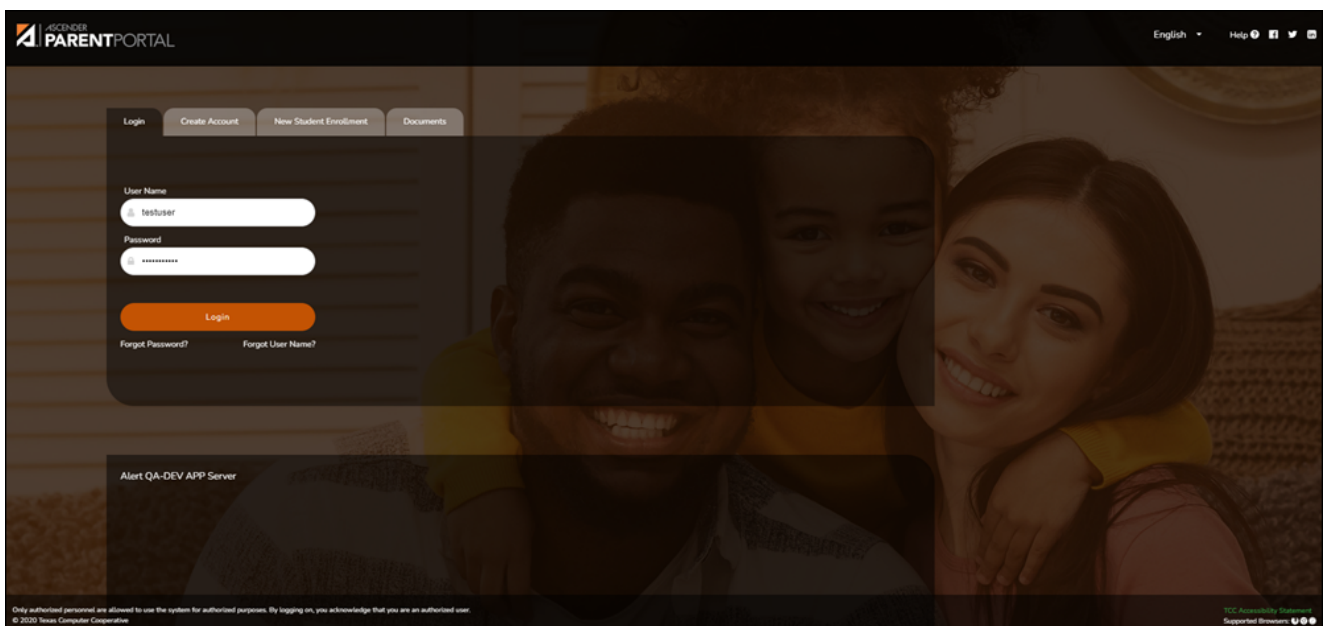 ASCENDER
PARENTPORTAL
English
Help
Login
Create Account
New Student Enrollment
Documents
User Name
testuser
Password
Login
Forgot Password?
Forgot User Name?
Alert QA-DEV APP Server
Only authorized personnel are allowed to use the system for authorized purposes. By logging on, you acknowledge that you are an authorized user.
© 2020 Texas Computer Cooperative
TCC Accessibility Statement
Supported Browsers: